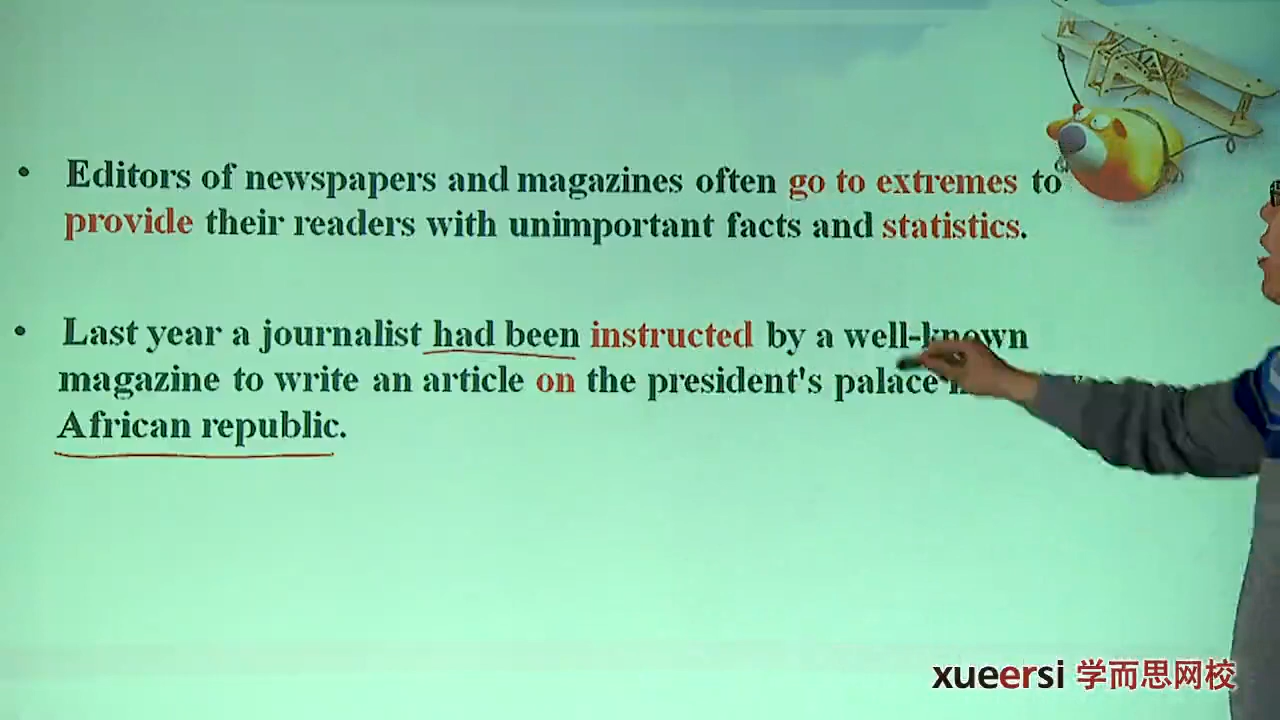 • Editors of newspapers and magazines often go to extremes to
provide their readers with unimportant facts and statistics.
• Last year a journalist had been instructed by a well-known
magazine to write an article on the president's palace
African republic.
xueersi 学而思网校